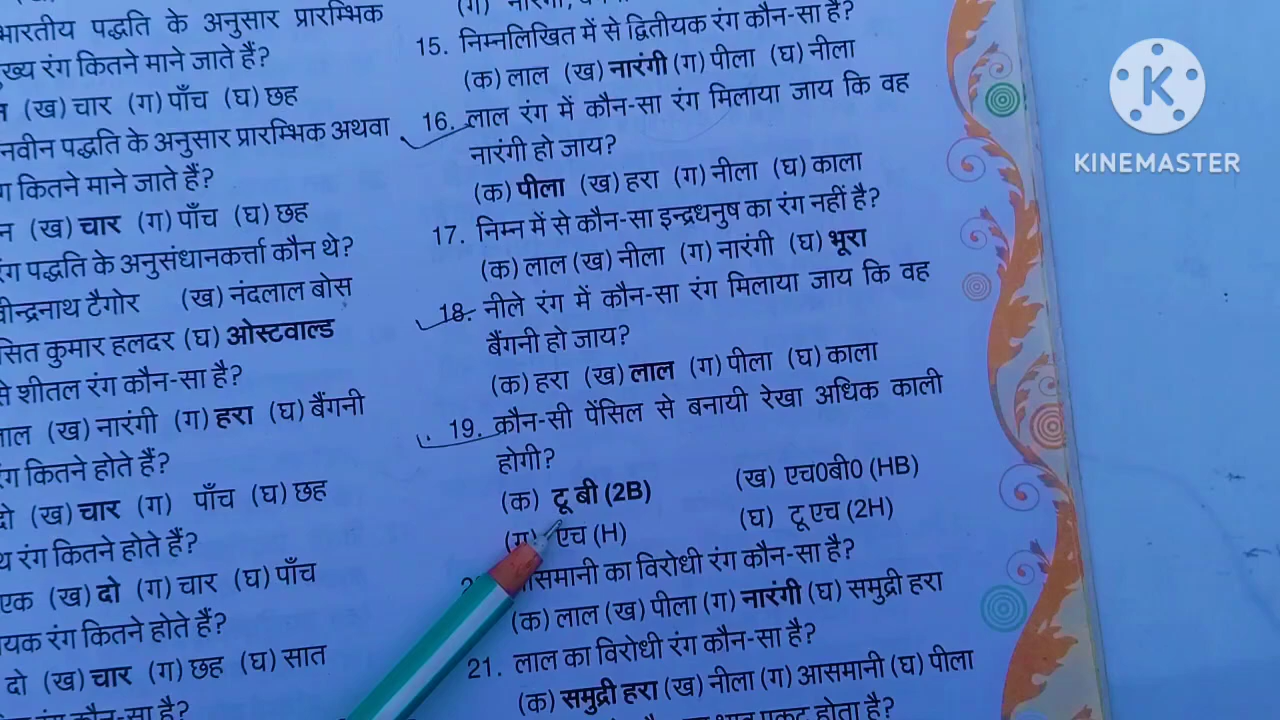 भारतीय पद्धति के अनुसार प्रारम्भिक
मुख्य रंग कितने माने जाते हैं?
(ख) चार (ग) पाँच (घ) छह
नवीन पद्धति के अनुसार प्रारम्भिक अथवा
कितने माने जाते हैं?
(ख) चार (ग) पाँच (घ) छह
रंग पद्धति के अनुसंधानकर्त्ता कौन थे?
टैगोर (ख) नंदलाल बोस
कुमार हलदर (घ) ओस्टवाल्ड
से शीतल रंग कौन-सा है?
लाल (ख) नारंगी (ग) हरा (घ) बैंगनी
रंग कितने होते हैं?
दो (ख) चार (ग) पाँच (घ) छह
रंग कितने होते हैं?
एक (ख) दो (ग) चार (घ) पाँच
रंग कितने होते हैं?
दो (ख) चार (ग) छह (घ) सात
रंग कौन-सा है?
(ग) नारंगी,
15. निम्नलिखित में से द्वितीयक रंग कौन-सा है?
(क) लाल (ख) नारंगी (ग) पीला (घ) नीला
16. लाल रंग में कौन-सा रंग मिलाया जाय कि वह
नारंगी हो जाय?
(क) पीला (ख) हरा (ग) नीला (घ) काला
17. निम्न में से कौन-सा इन्द्रधनुष का रंग नहीं है?
(क) लाल (ख) नीला (ग) नारंगी (घ) भूरा
18. नीले रंग में कौन-सा रंग मिलाया जाय कि वह
बैंगनी हो जाय?
(क) हरा (ख) लाल (ग) पीला (घ) काला
19. कौन-सी पेंसिल से बनायी रेखा अधिक काली
होगी?
(क) टू बी (2B) (ख) एच0बी0 (HB)
(ग) एच (H) (घ) टू एच (2H)
आसमानी का विरोधी रंग कौन-सा है?
(क) लाल (ख) पीला (ग) नारंगी (घ) समुद्री हरा
21. लाल का विरोधी रंग कौन-सा है?
(क) समुद्री हरा (ख) नीला (ग) आसमानी (घ) पीला
प्रकट होता है?
K
KINEMASTER